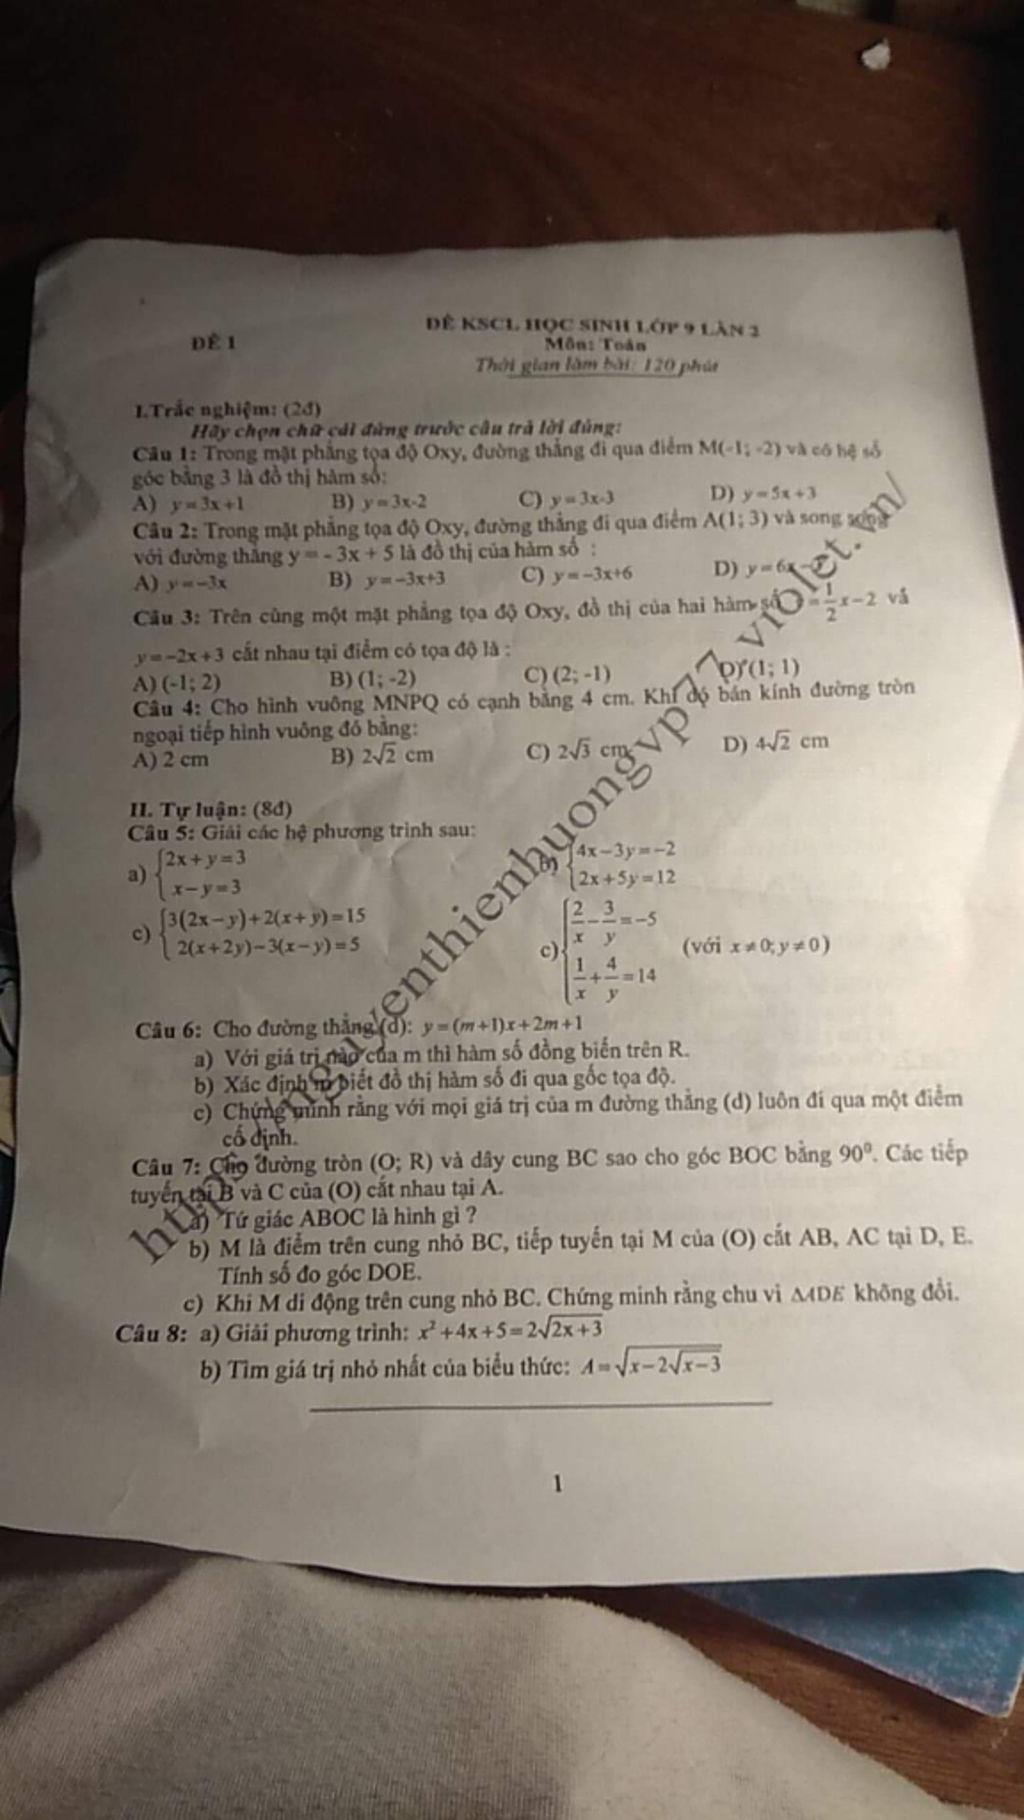 ĐỀ KSCL HỌC SINH LỚP 9 LẦN 2
ĐỀ 1
Môn: Toán
Thời gian làm bài: 120 phút
I.Trắc nghiệm: (2đ)
Hãy chọn chữ cái đứng trước câu trả lời đúng:
Câu 1: Trong mặt phẳng tọa độ Oxy, đường thẳng đi qua điểm M(-1; -2) và có hệ số
góc bằng 3 là đồ thị hàm số:
A) y=3x+1 B) y=3x-2 C) y=3x-3 D) y=5x+3
Câu 2: Trong mặt phẳng tọa độ Oxy, đường thẳng đi qua điểm A(1; 3) và song song
với đường thẳng y = - 3x + 5 là đồ thị của hàm số :
A) y=-3x B) y=-3x+3 C) y=-3x+6 D) y=6x
Câu 3: Trên cùng một mặt phẳng tọa độ Oxy, đồ thị của hai hàm số = 1/2 x-2 và
y=-2x+3 cắt nhau tại điểm có tọa độ là :
A) (-1; 2) B) (1; -2) C) (2; -1) D) (1; 1)
Câu 4: Cho hình vuông MNPQ có cạnh bằng 4 cm. Khi đó bán kính đường tròn
ngoại tiếp hình vuông đó bằng:
A) 2 cm B) 2√2 cm C) 2√3 cm D) 4√2 cm
II. Tự luận: (8đ)
Câu 5: Giải các hệ phương trình sau:
a) {2x+y=3 b) {4x-3y=-2
x-y=3 2x+5y=12
c) {3(2x-y)+2(x+y)=15 c) {2/x - 3/y = -5 (với x≠0; y≠0)
2(x+2y)-3(x-y)=5 1/x + 4/y = 14
Câu 6: Cho đường thẳng (d): y=(m+1)x+2m+1
a) Với giá trị nào của m thì hàm số đồng biến trên R.
b) Xác định m biết đồ thị hàm số đi qua gốc tọa độ.
c) Chứng minh rằng với mọi giá trị của m đường thẳng (d) luôn đi qua một điểm
cố định.
Câu 7: Cho đường tròn (O; R) và dây cung BC sao cho góc BOC bằng 90⁰. Các tiếp
tuyến tại B và C của (O) cắt nhau tại A.
a) Tứ giác ABOC là hình gì ?
b) M là điểm trên cung nhỏ BC, tiếp tuyến tại M của (O) cắt AB, AC tại D, E.
Tính số đo góc DOE.
c) Khi M di động trên cung nhỏ BC. Chứng minh rằng chu vi ΔADE không đổi.
Câu 8: a) Giải phương trình: x²+4x+5=2√(2x+3)
b) Tìm giá trị nhỏ nhất của biểu thức: A=√(x-2√(x-3))
1
https://nguyenthienhuongvp77.violet.vn/